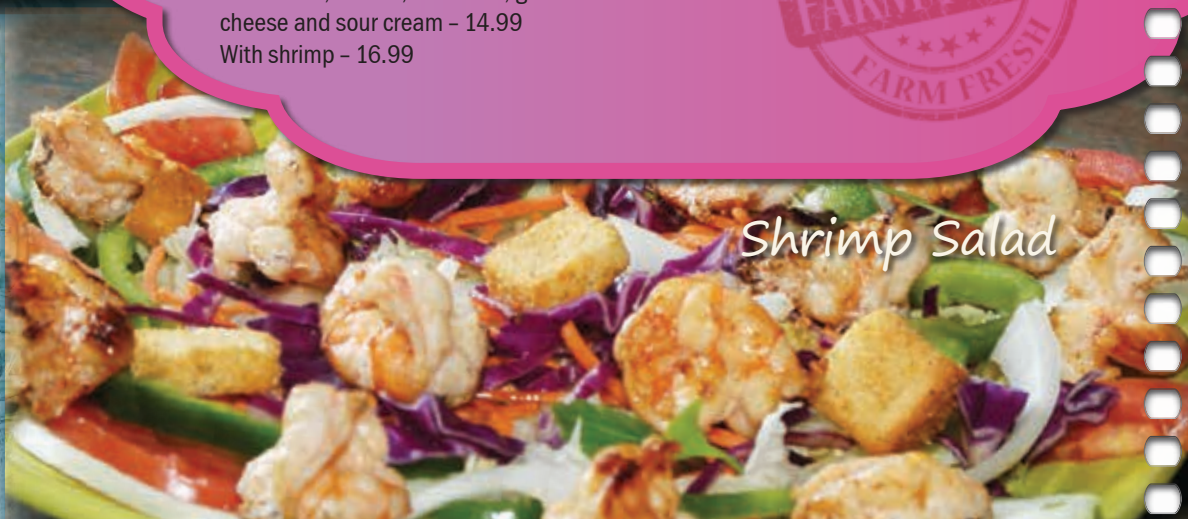 cheese and sour cream – 14.99
With shrimp – 16.99
FARM FRESH
Shrimp Salad